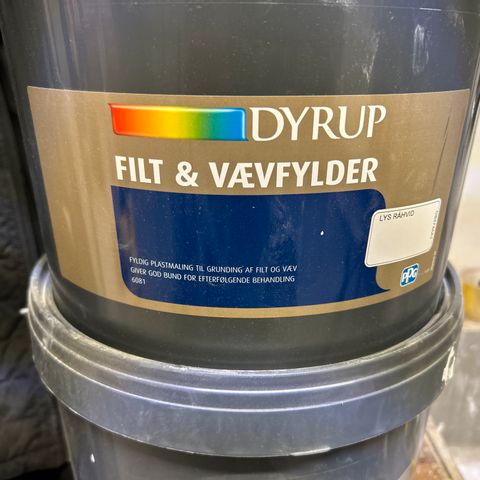 DYRUP
FILT & VÆVFYLDER
LYS RÅHVID
FYLDIG PLASTMALING TIL GRUNDING AF FILT OG VÆV
GIVER GOD BUND FOR EFTERFØLGENDE BEHANDLING
6081
PPG